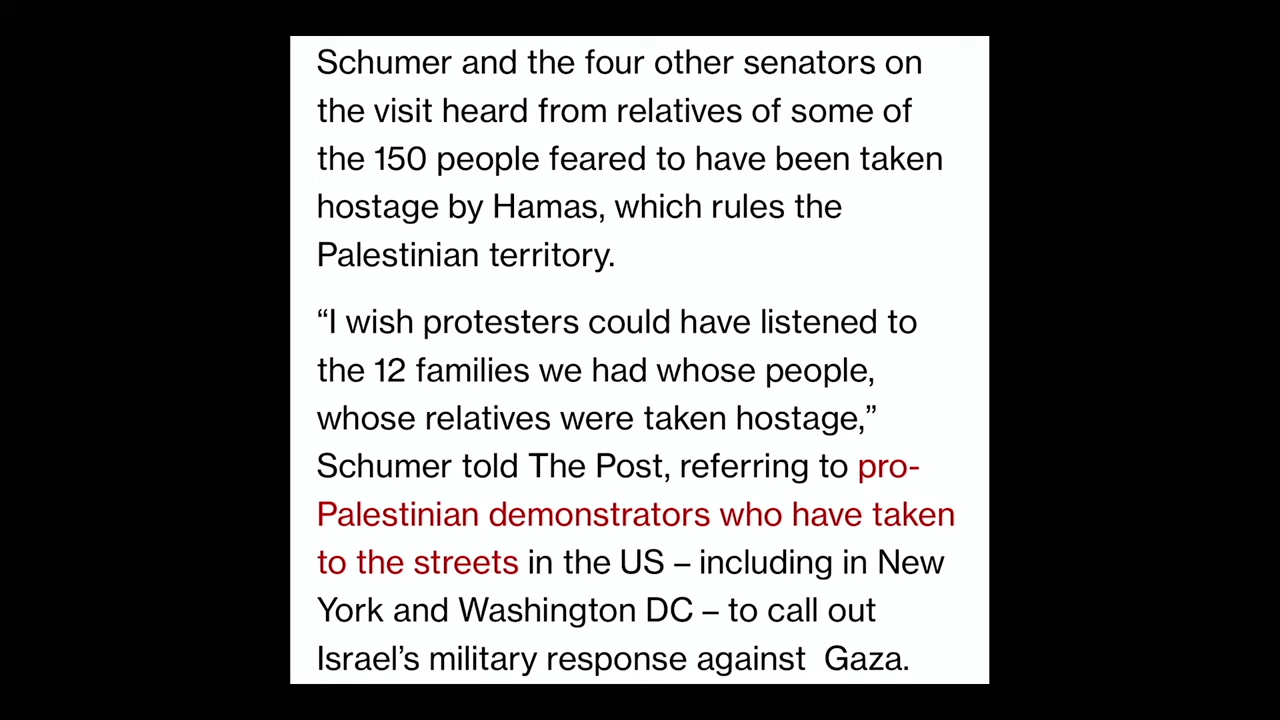 Schumer and the four other senators on
the visit heard from relatives of some of
the 150 people feared to have been taken
hostage by Hamas, which rules the
Palestinian territory.
“I wish protesters could have listened to
the 12 families we had whose people,
whose relatives were taken hostage,”
Schumer told The Post, referring to pro-
Palestinian demonstrators who have taken
to the streets in the US – including in New
York and Washington DC – to call out
Israel’s military response against  Gaza.